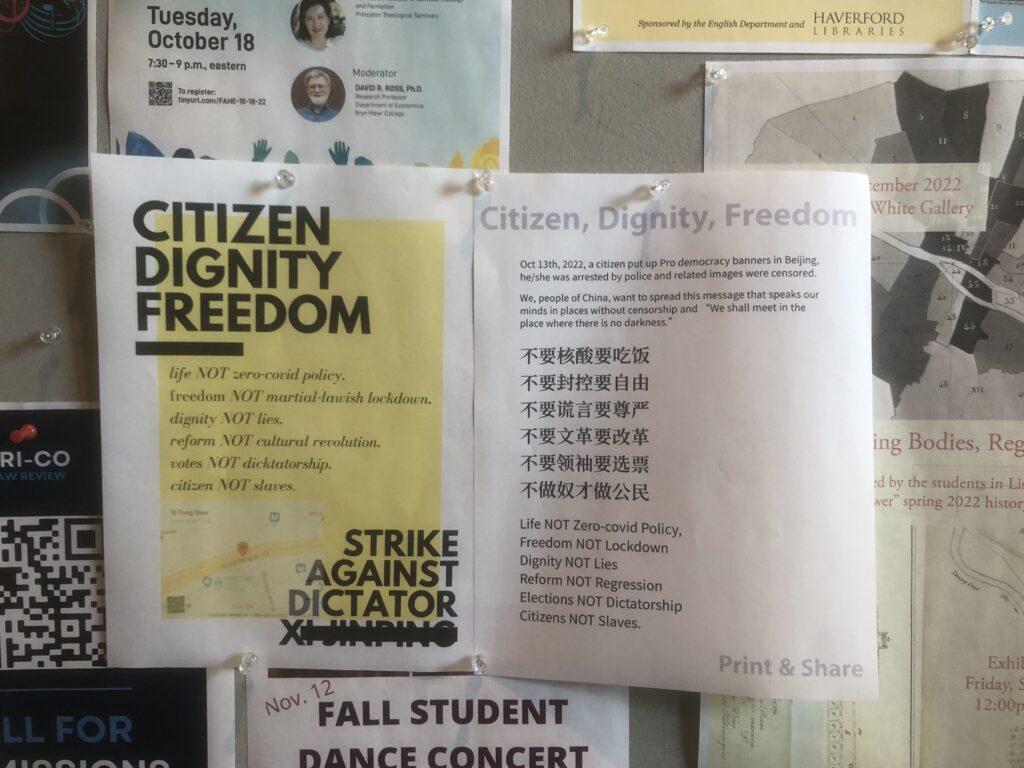 Tuesday,
October 18
7:30 – 9 p.m., eastern
To register:
tinyurl.com/FAHE-10-18-22
and Formation
Princeton Theological Seminary
Moderator
DAVID R. ROSS, Ph.D.
Research Professor
Department of Economics
Bryn Mawr College
Sponsored by the English Department and
HAVERFORD
LIBRARIES
CITIZEN
DIGNITY
FREEDOM
life NOT zero-covid policy,
freedom NOT martial-lawish lockdown,
dignity NOT lies,
reform NOT cultural revolution,
votes NOT dicktatorship,
citizen NOT slaves.
Si Tong Qiao
STRIKE
AGAINST
DICTATOR
XI JINPING
Citizen, Dignity, Freedom
Oct 13th, 2022, a citizen put up Pro democracy banners in Beijing,
he/she was arrested by police and related images were censored.
We, people of China, want to spread this message that speaks our
minds in places without censorship and “We shall meet in the
place where there is no darkness.”
不要核酸要吃饭
不要封控要自由
不要谎言要尊严
不要文革要改革
不要领袖要选票
不做奴才做公民
Life NOT Zero-covid Policy,
Freedom NOT Lockdown
Dignity NOT Lies
Reform NOT Regression
Elections NOT Dictatorship
Citizens NOT Slaves.
Print & Share
cember 2022
White Gallery
ing Bodies, Reg
ed by the students in Lis
wer” spring 2022 histor
Exhib
Friday, S
12:00p
RI-CO
AW REVIEW
LL FOR
MISSIONS
Nov. 12
FALL STUDENT
DANCE CONCERT